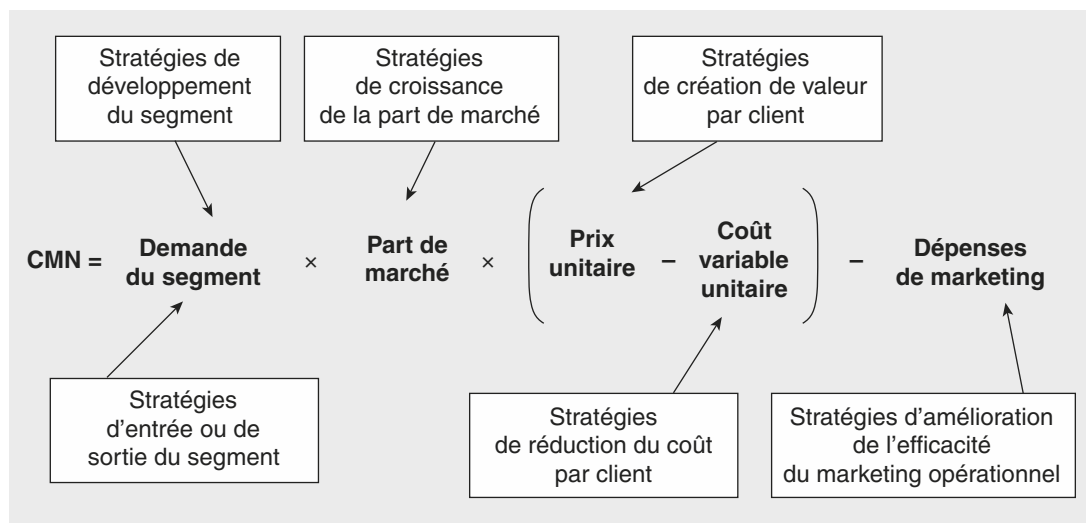 Stratégies de
développement
du segment
Stratégies
de croissance
de la part de marché
Stratégies
de création de valeur
par client
CMN =
Demande
du segment
×
Part de
marché
×
Prix
unitaire
–
Coût
variable
unitaire
–
Dépenses
de marketing
Stratégies
d'entrée ou de
sortie du segment
Stratégies
de réduction du coût
par client
Stratégies d'amélioration
de l'efficacité
du marketing opérationnel